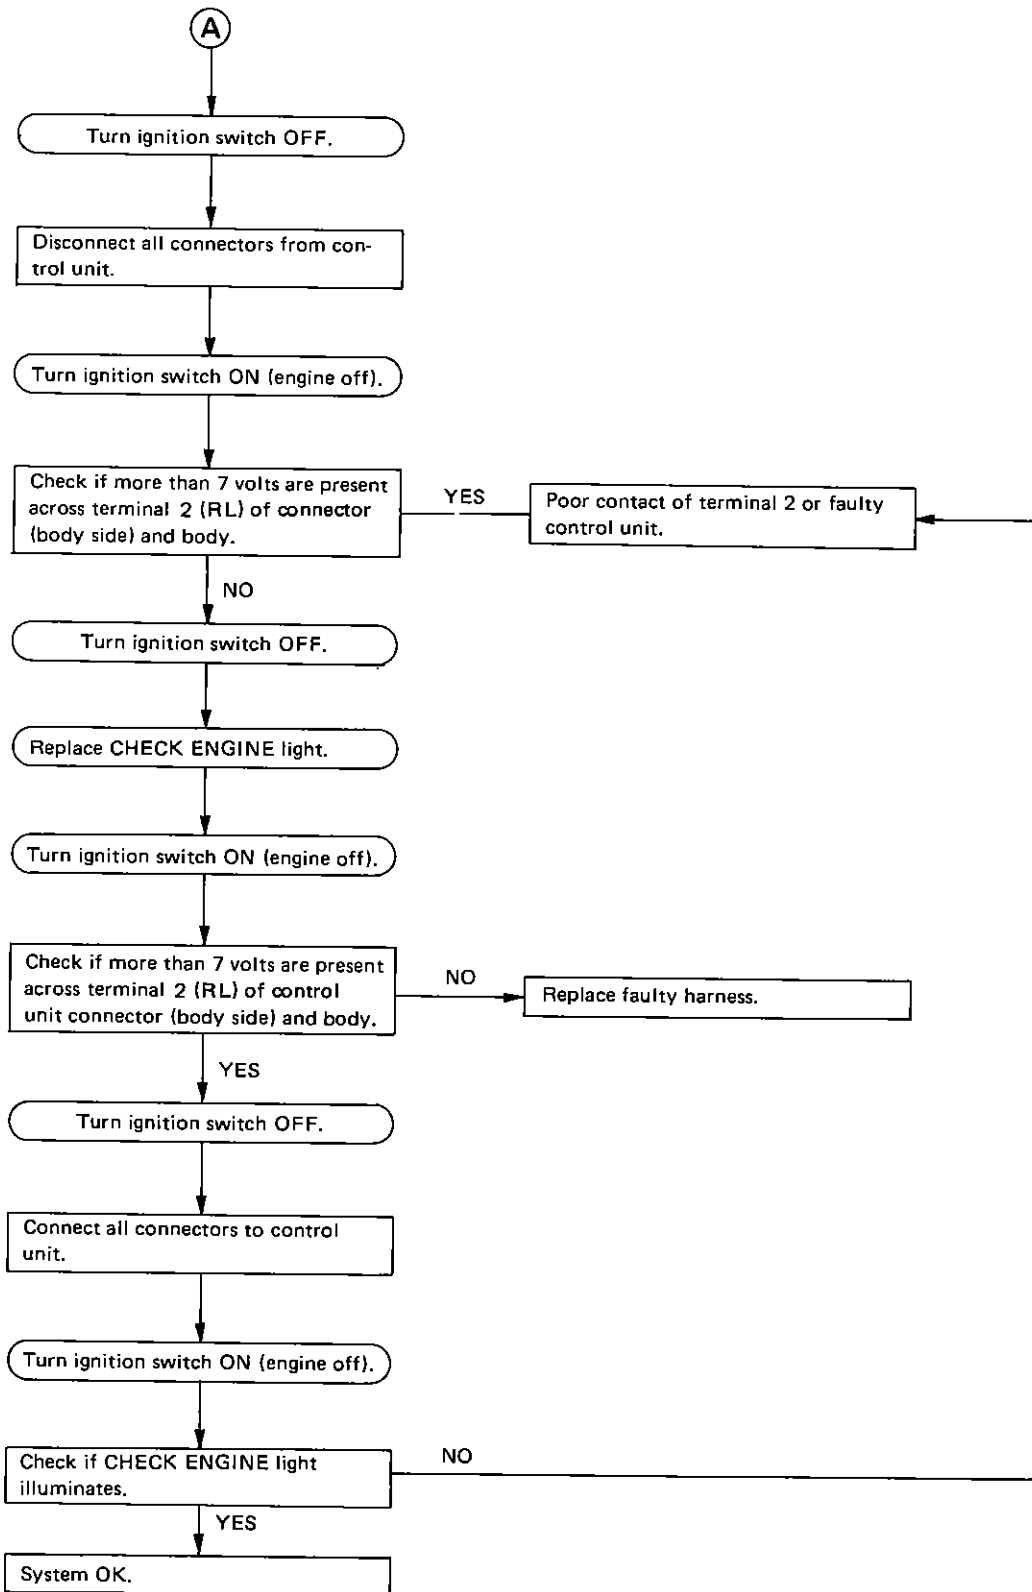 A
Turn ignition switch OFF.
Disconnect all connectors from con-
trol unit.
Turn ignition switch ON (engine off).
Check if more than 7 volts are present
across terminal 2 (RL) of connector
(body side) and body.
YES
Poor contact of terminal 2 or faulty
control unit.
NO
Turn ignition switch OFF.
Replace CHECK ENGINE light.
Turn ignition switch ON (engine off).
Check if more than 7 volts are present
across terminal 2 (RL) of control
unit connector (body side) and body.
NO
Replace faulty harness.
YES
Turn ignition switch OFF.
Connect all connectors to control
unit.
Turn ignition switch ON (engine off).
Check if CHECK ENGINE light
illuminates.
NO
YES
System OK.